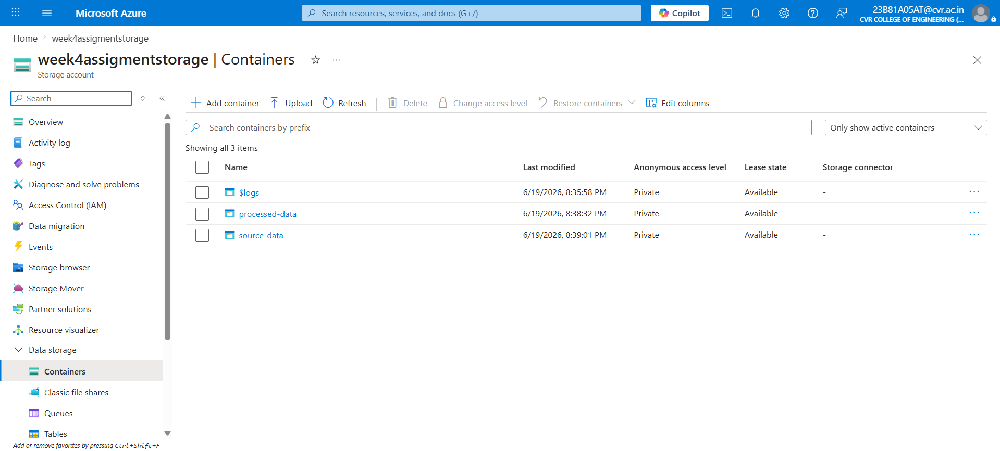 Microsoft Azure
Search resources, services, and docs (G+/)
Copilot
23B81A05AT@cvr.ac.in
CVR COLLEGE OF ENGINEERING (...
Home > week4assigmentstorage
week4assigmentstorage | Containers
Storage account
Search
Add container
Upload
Refresh
Delete
Change access level
Restore containers
Edit columns
Search containers by prefix
Only show active containers
Showing all 3 items
Name Last modified Anonymous access level Lease state Storage connector
$logs 6/19/2026, 8:35:58 PM Private Available -
processed-data 6/19/2026, 8:38:32 PM Private Available -
source-data 6/19/2026, 8:39:01 PM Private Available -
Overview
Activity log
Tags
Diagnose and solve problems
Access Control (IAM)
Data migration
Events
Storage browser
Storage Mover
Partner solutions
Resource visualizer
Data storage
Containers
Classic file shares
Queues
Tables
Add or remove favorites by pressing Ctrl+Shift+F